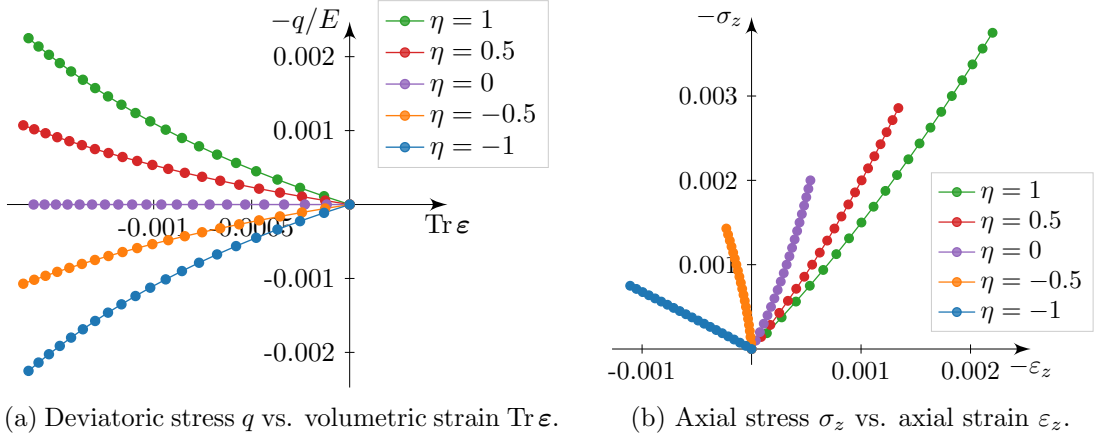 −q/E
0.002
0.001
-0.001
-0.0005
Tr ε
-0.001
-0.002
η = 1
η = 0.5
η = 0
η = −0.5
η = −1
(a) Deviatoric stress q vs. volumetric strain Tr ε.
−σz
0.003
0.002
0.001
-0.001
0.001
0.002
−εz
η = 1
η = 0.5
η = 0
η = −0.5
η = −1
(b) Axial stress σz vs. axial strain εz.